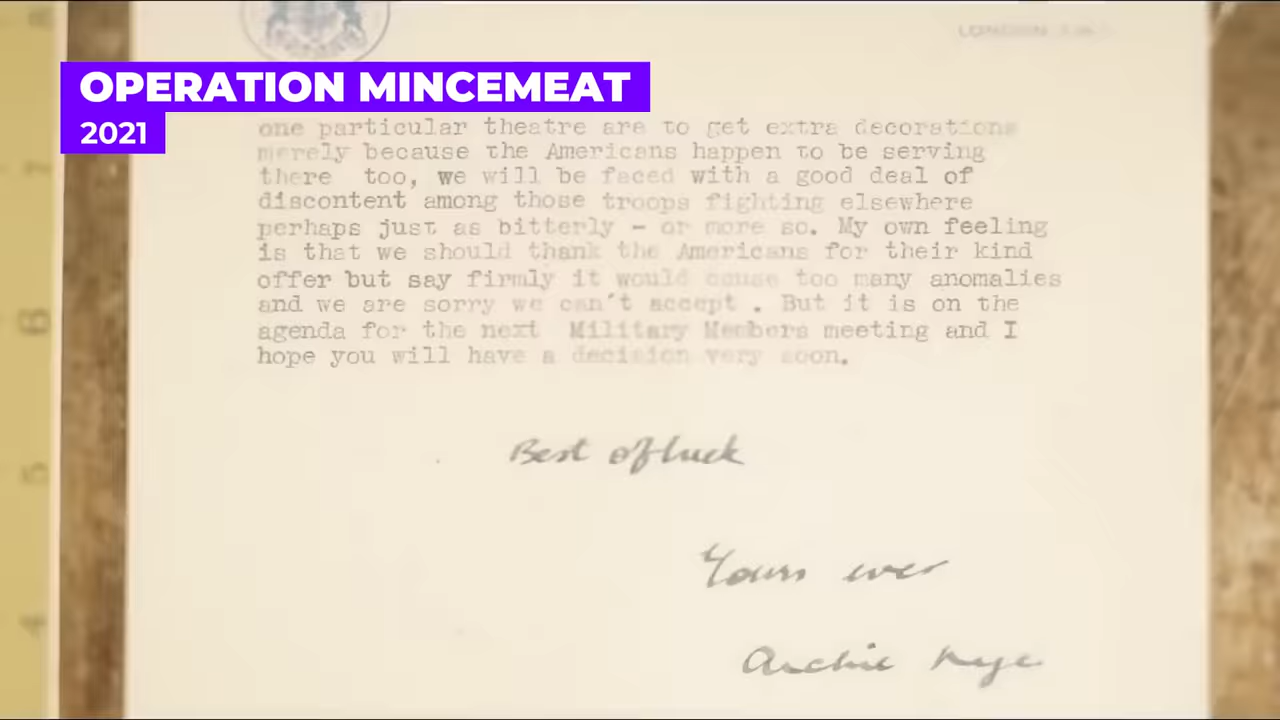 LONDON
OPERATION MINCEMEAT
2021
one particular theatre are to get extra decorations
merely because the Americans happen to be serving
there too, we will be faced with a good deal of
discontent among those troops fighting elsewhere
perhaps just as bitterly - or more so. My own feeling
is that we should thank the Americans for their kind
offer but say firmly it would cause too many anomalies
and we are sorry we can't accept . But it is on the
agenda for the next Military Members meeting and I
hope you will have a decision very soon.
Best of luck
Yours ever
Archie Nye
6
5
4